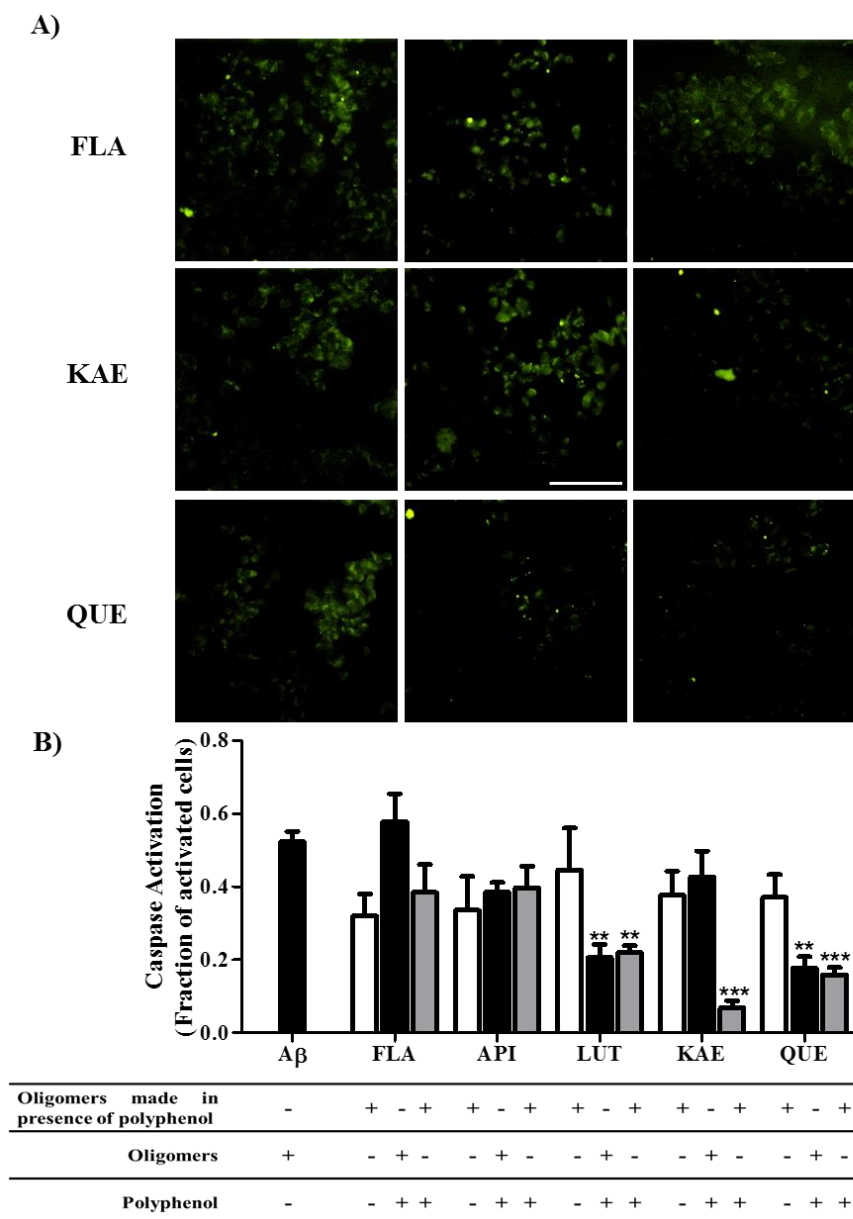 A)
FLA
KAE
QUE
B)
Caspase Activation
(Fraction of activated cells)
0.8
0.6
0.4
0.2
0.0
** ** *** ** ***
Aβ FLA API LUT KAE QUE
Oligomers made in - + - + + - + + - + + - + + - +
presence of polyphenol
Oligomers + - + - - + - - + - - + - - + -
Polyphenol - - + + - + + - + + - + + - + +